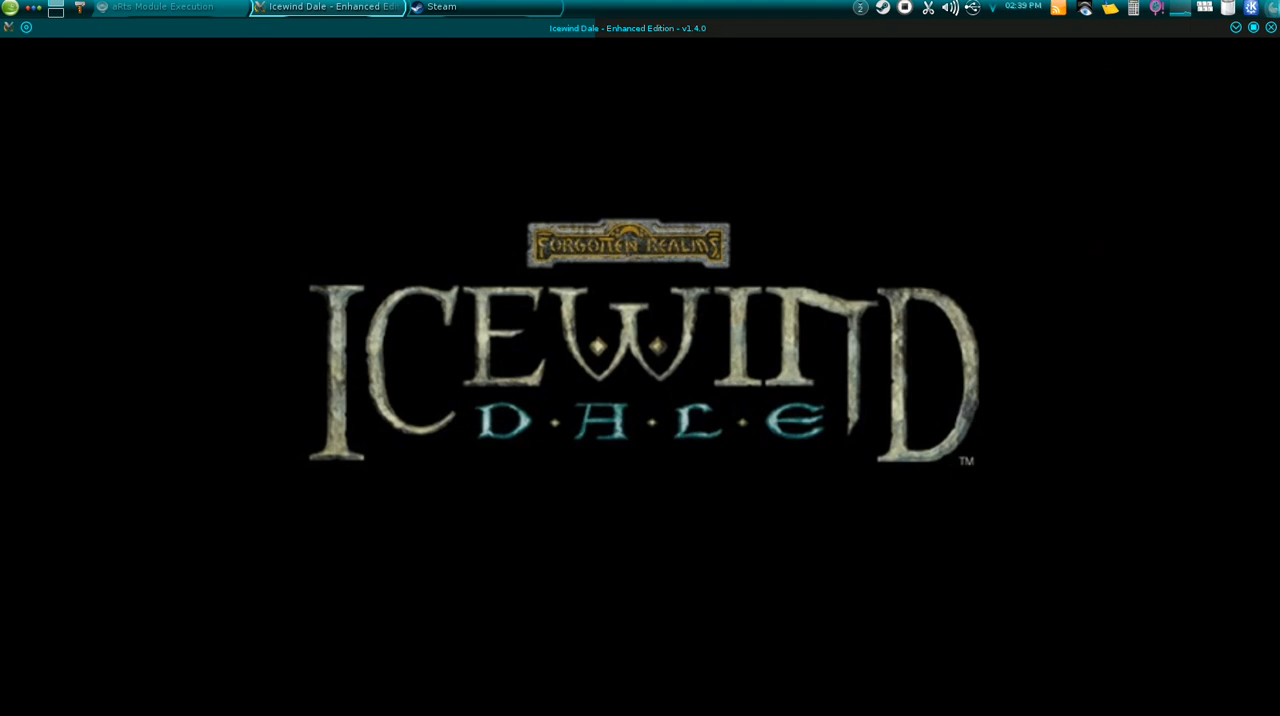 aRts Module Execution
Icewind Dale - Enhanced Edi
Steam
02:39 PM
Icewind Dale - Enhanced Edition - v1.4.0
FORGOTTEN REALMS
ICEWIND
DALE
TM